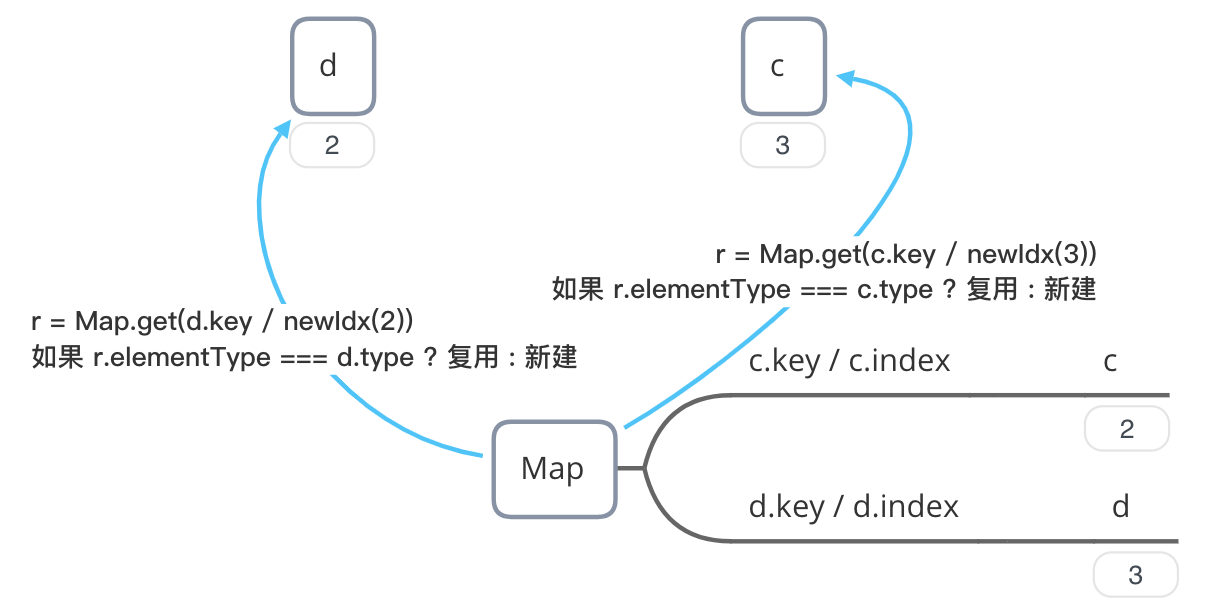 d
c
2
3
r = Map.get(c.key / newIdx(3))
如果 r.elementType === c.type ? 复用 : 新建
r = Map.get(d.key / newIdx(2))
如果 r.elementType === d.type ? 复用 : 新建
c.key / c.index c
2
Map
d.key / d.index d
3